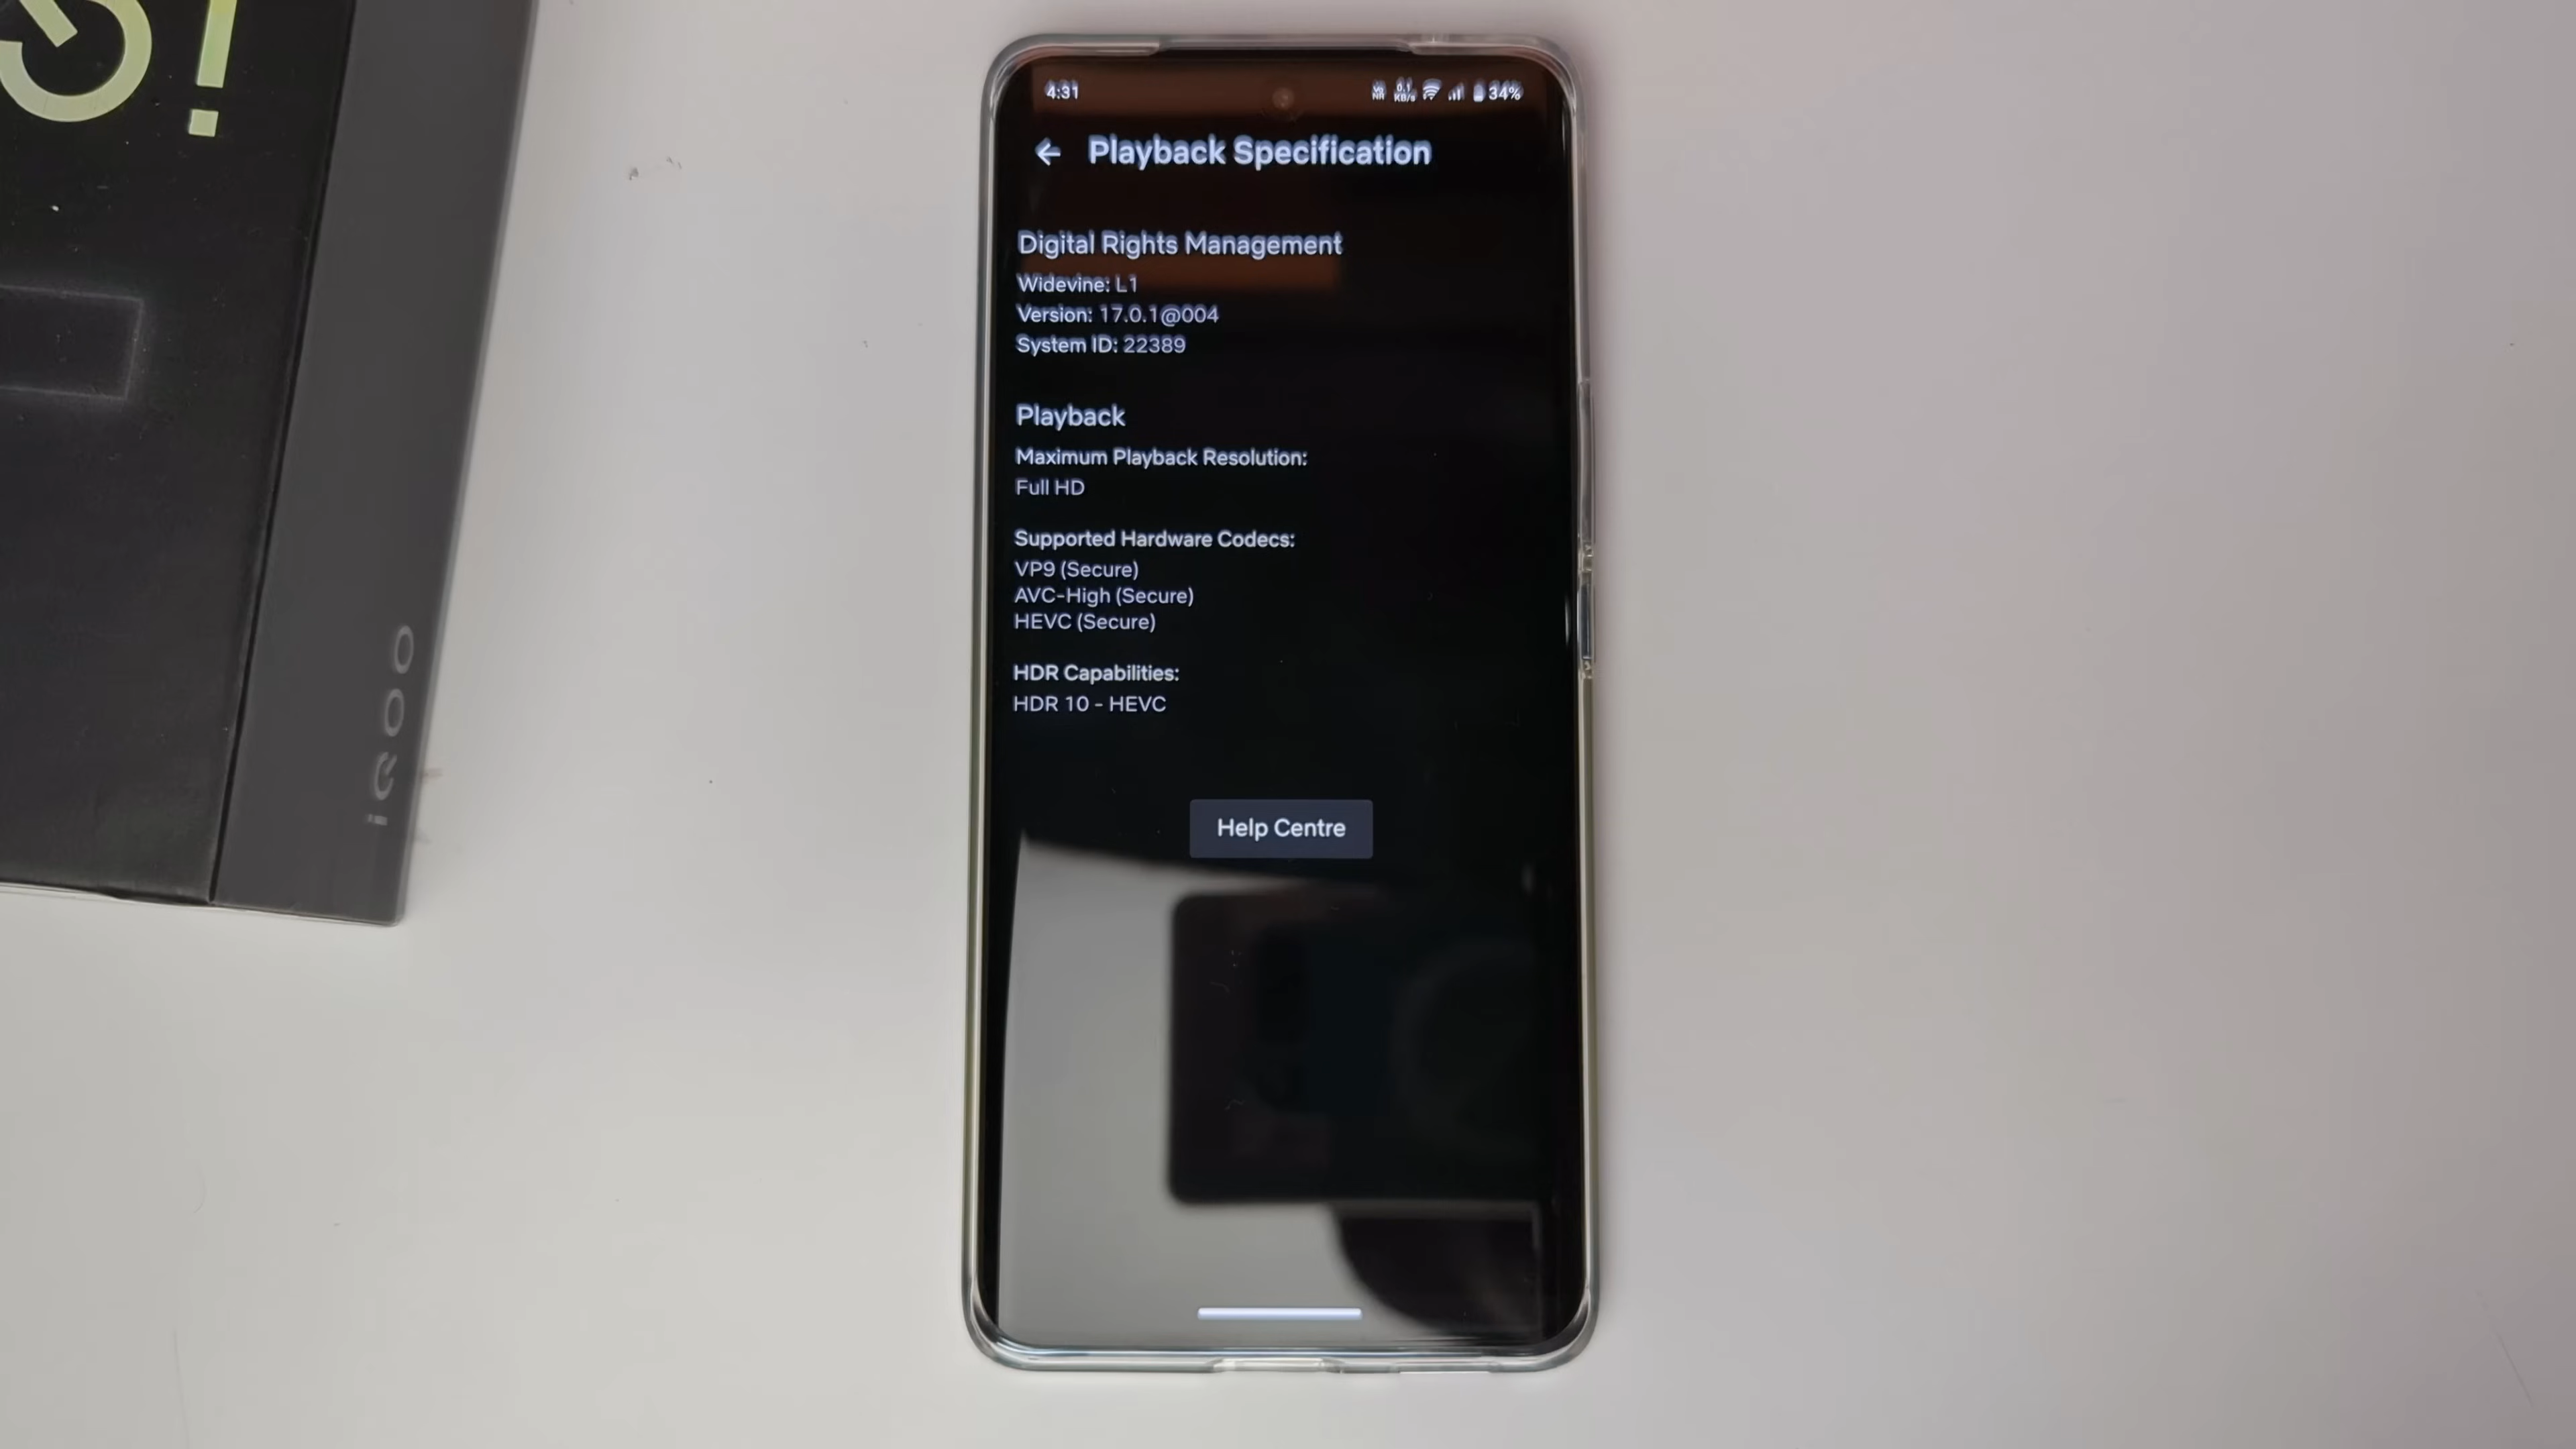 iQOO
4:31
34%
Playback Specification
Digital Rights Management
Widevine: L1
Version: 17.0.1@004
System ID: 22389
Playback
Maximum Playback Resolution:
Full HD
Supported Hardware Codecs:
VP9 (Secure)
AVC-High (Secure)
HEVC (Secure)
HDR Capabilities:
HDR 10 - HEVC
Help Centre